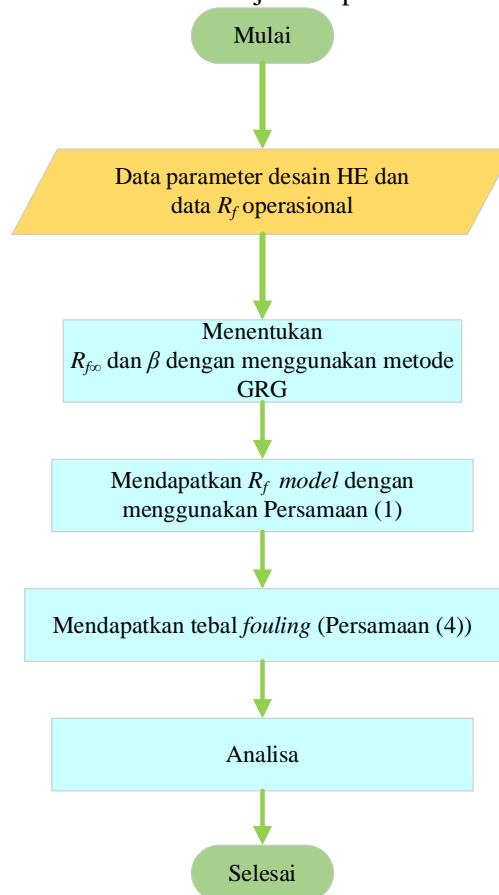 Mulai
Data parameter desain HE dan
data Rf operasional
Menentukan
Rf∞ dan β dengan menggunakan metode
GRG
Mendapatkan Rf model dengan
menggunakan Persamaan (1)
Mendapatkan tebal fouling (Persamaan (4))
Analisa
Selesai